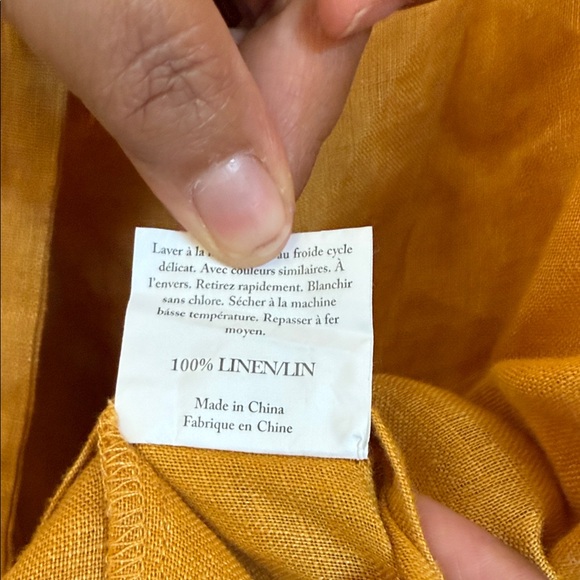 Laver à la au froide cycle
délicat. Avec couleurs similaires. À
l'envers. Retirez rapidement. Blanchir
sans chlore. Sécher à la machine
bàsse température. Repasser à fer
moyen.
100% LINEN/LIN
Made in China
Fabrique en Chine